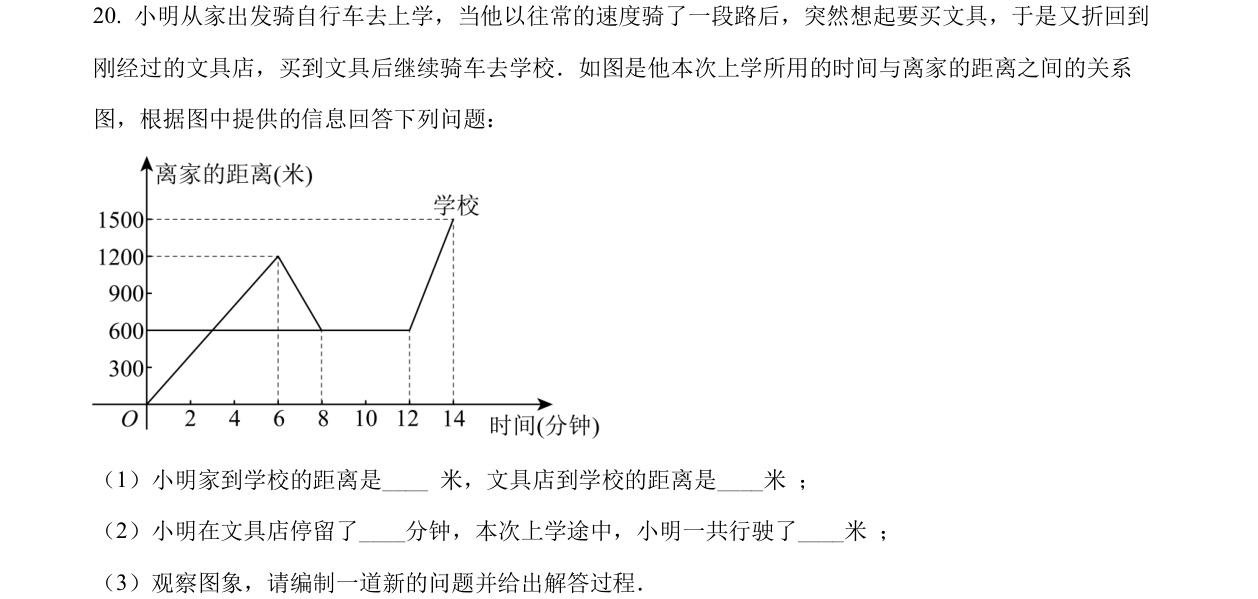 20. 小明从家出发骑自行车去上学，当他以往常的速度骑了一段路后，突然想起要买文具，于是又折回到
刚经过的文具店，买到文具后继续骑车去学校．如图是他本次上学所用的时间与离家的距离之间的关系
图，根据图中提供的信息回答下列问题：
离家的距离(米)
学校
1500
1200
900
600
300
O 2 4 6 8 10 12 14 时间(分钟)
（1）小明家到学校的距离是____ 米，文具店到学校的距离是____米 ；
（2）小明在文具店停留了____分钟，本次上学途中，小明一共行驶了____米 ；
（3）观察图象，请编制一道新的问题并给出解答过程．